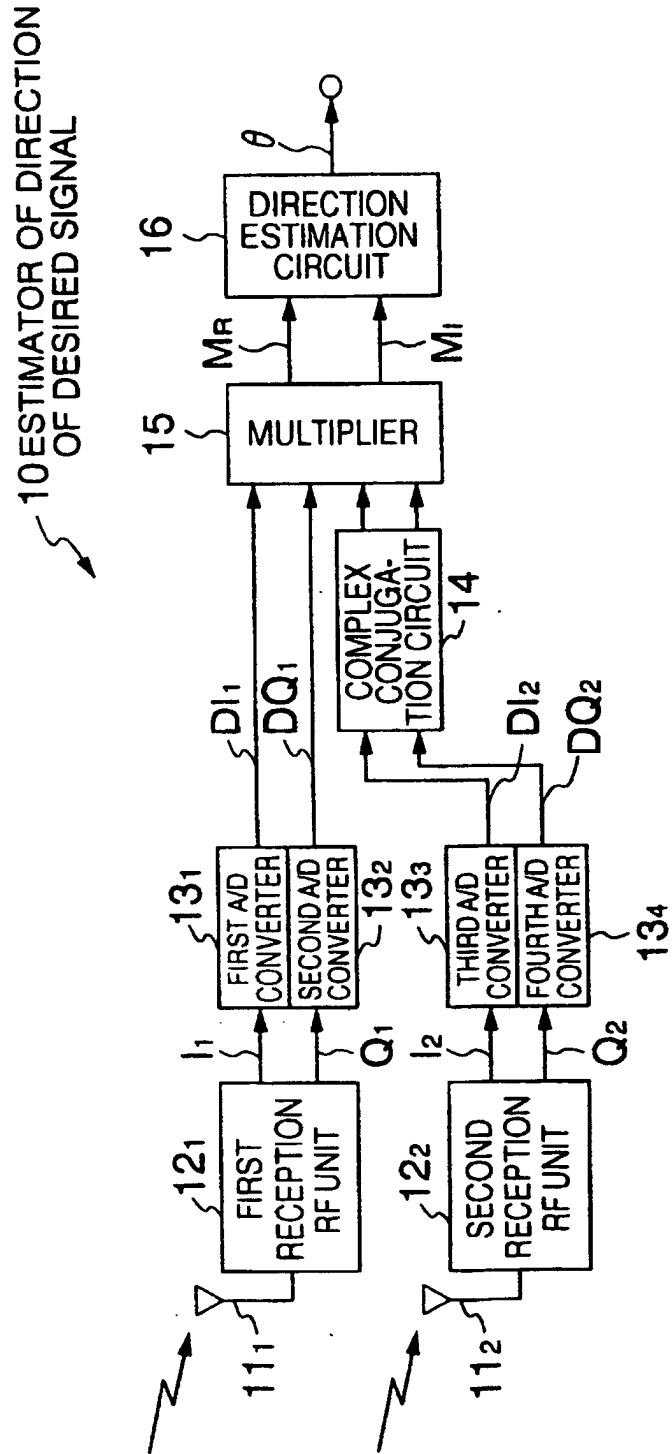 10 ESTIMATOR OF DIRECTION
OF DESIRED SIGNAL
θ
16
DIRECTION
ESTIMATION
CIRCUIT
MR
MI
15
MULTIPLIER
DI1
DQ1
COMPLEX
CONJUGA-
TION CIRCUIT
14
DI2
DQ2
131
FIRST A/D
CONVERTER
SECOND A/D
CONVERTER
132
133
THIRD A/D
CONVERTER
FOURTH A/D
CONVERTER
134
I1
Q1
I2
Q2
121
FIRST
RECEPTION
RF UNIT
122
SECOND
RECEPTION
RF UNIT
111
112